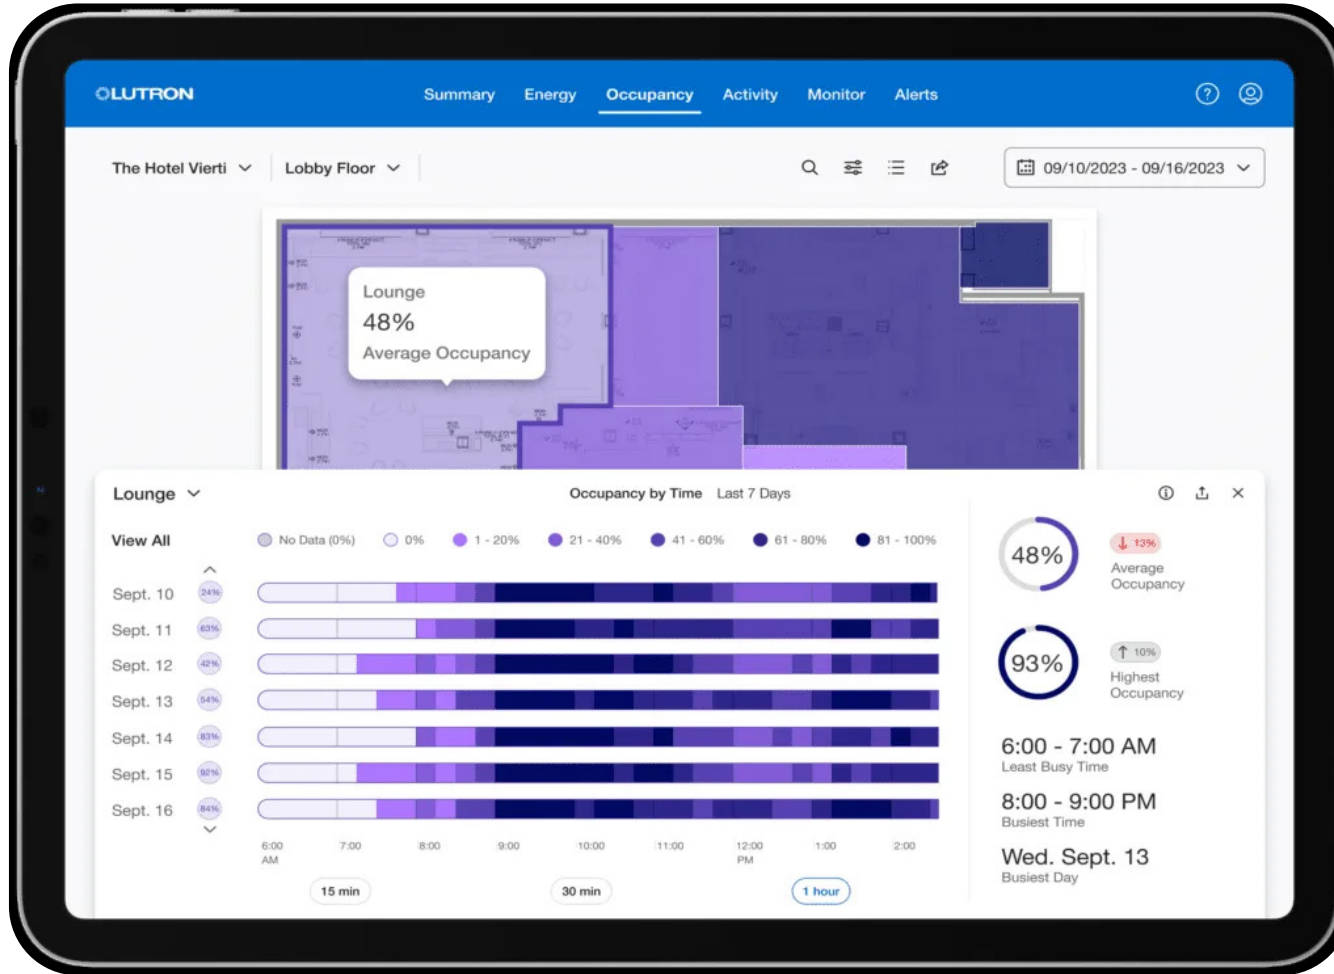 LUTRON
Summary Energy Occupancy Activity Monitor Alerts
The Hotel Vierti
Lobby Floor
09/10/2023 - 09/16/2023
Lounge
48%
Average Occupancy
Lounge
Occupancy by Time Last 7 Days
View All
No Data (0%) 0% 1 - 20% 21 - 40% 41 - 60% 61 - 80% 81 - 100%
Sept. 10 24%
Sept. 11 63%
Sept. 12 42%
Sept. 13 54%
Sept. 14 83%
Sept. 15 92%
Sept. 16 84%
6:00 7:00 8:00 9:00 10:00 11:00 12:00 1:00 2:00
AM PM
15 min 30 min 1 hour
48%
13%
Average
Occupancy
93%
10%
Highest
Occupancy
6:00 - 7:00 AM
Least Busy Time
8:00 - 9:00 PM
Busiest Time
Wed. Sept. 13
Busiest Day